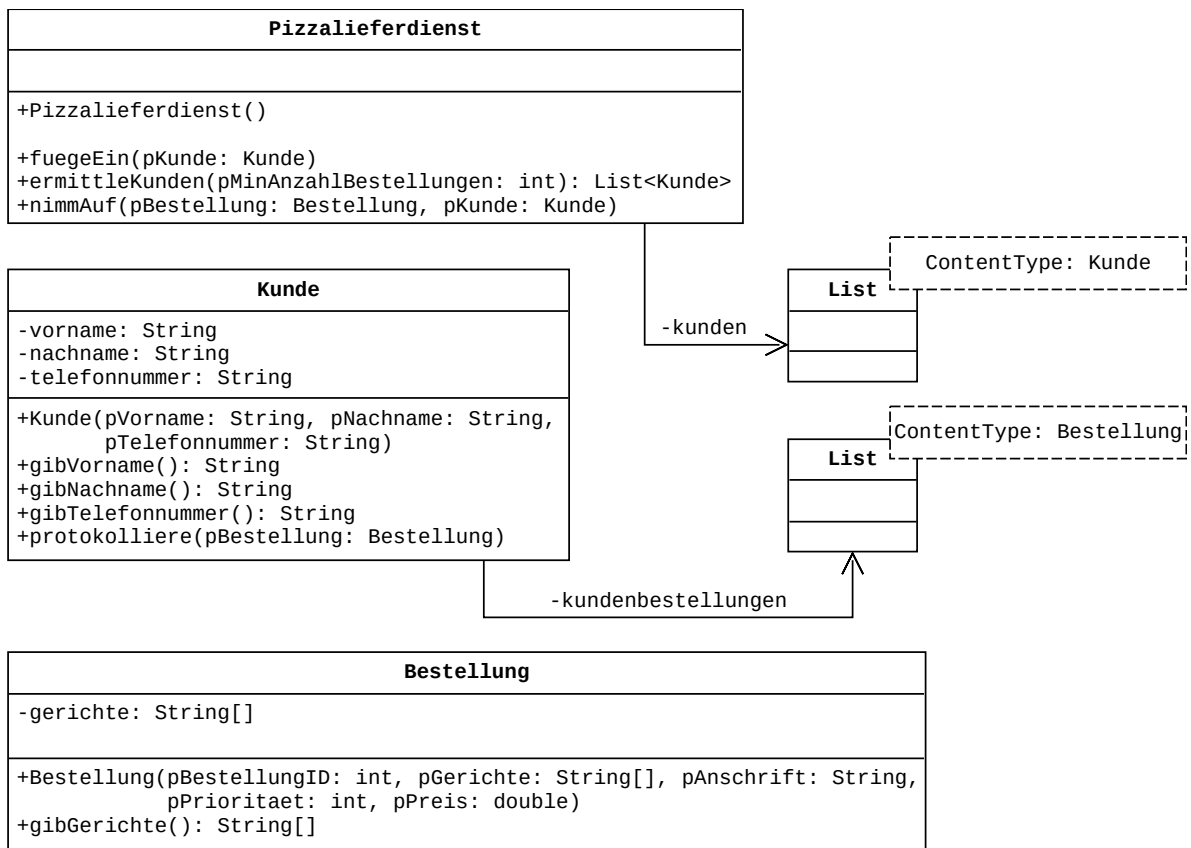 Pizzalieferdienst
+Pizzalieferdienst()
+fuegeEin(pKunde: Kunde)
+ermittleKunden(pMinAnzahlBestellungen: int): List<Kunde>
+nimmAuf(pBestellung: Bestellung, pKunde: Kunde)
ContentType: Kunde
List
-kunden
Kunde
-vorname: String
-nachname: String
-telefonnummer: String
+Kunde(pVorname: String, pNachname: String,
pTelefonnummer: String)
+gibVorname(): String
+gibNachname(): String
+gibTelefonnummer(): String
+protokolliere(pBestellung: Bestellung)
ContentType: Bestellung
List
-kundenbestellungen
Bestellung
-gerichte: String[]
+Bestellung(pBestellungID: int, pGerichte: String[], pAnschrift: String,
pPrioritaet: int, pPreis: double)
+gibGerichte(): String[]